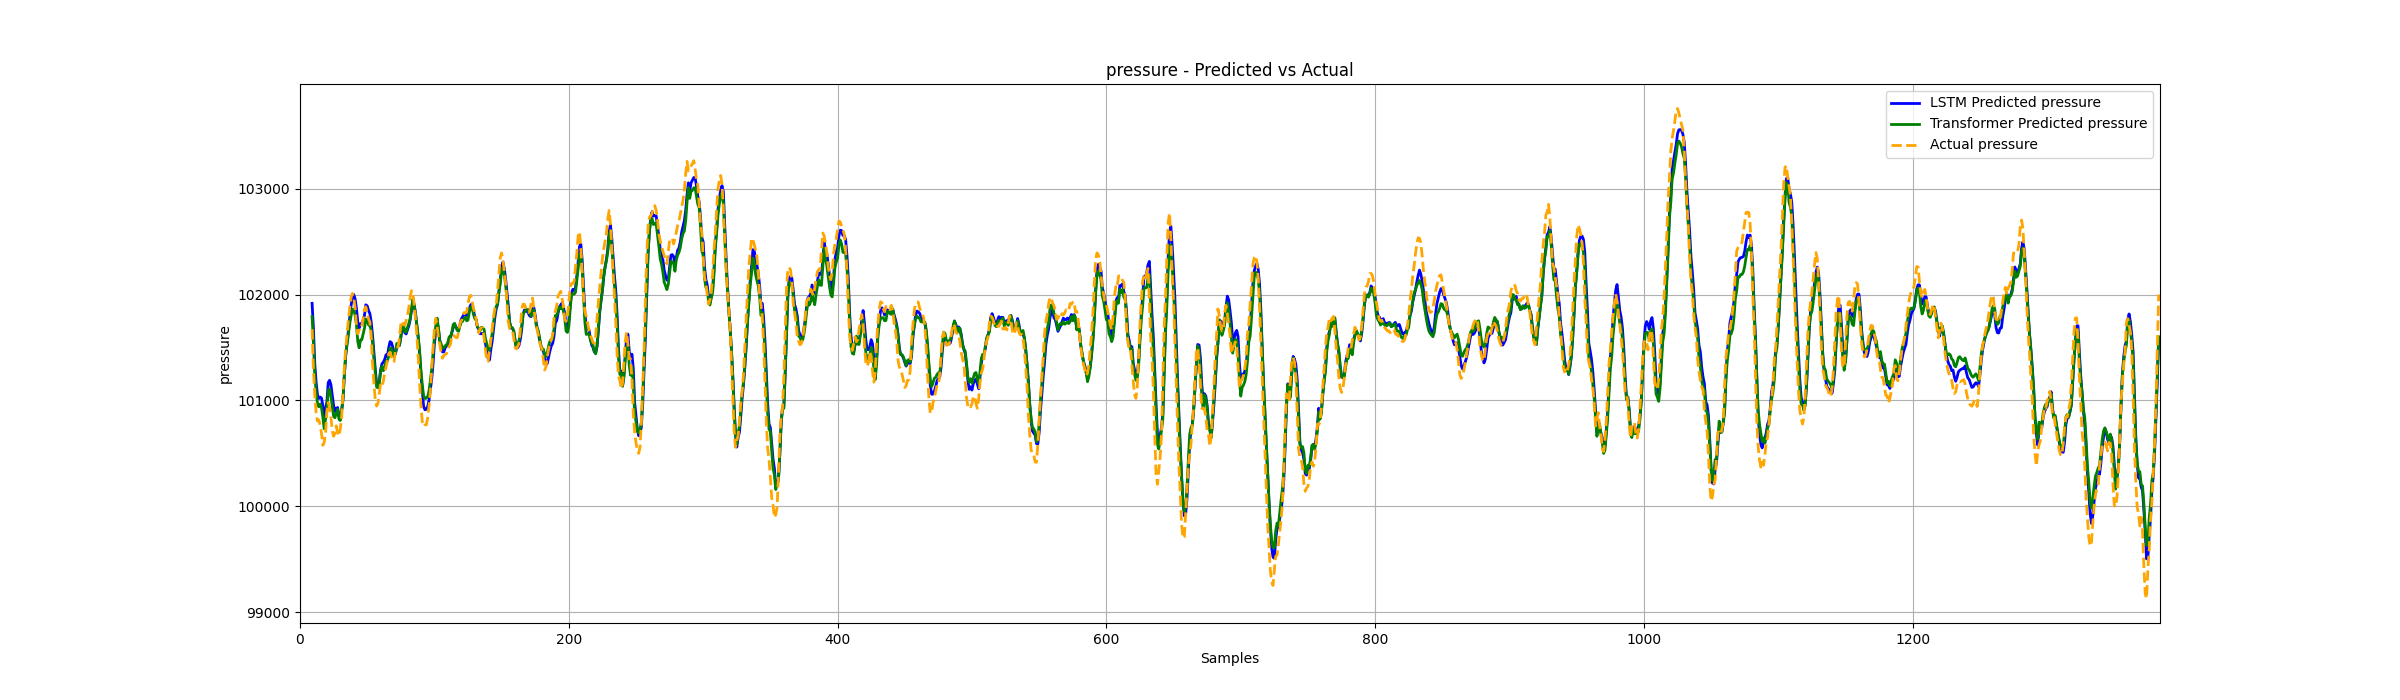 pressure - Predicted vs Actual
LSTM Predicted pressure
Transformer Predicted pressure
Actual pressure
103000
102000
101000
100000
99000
pressure
0 200 400 600 800 1000 1200
Samples